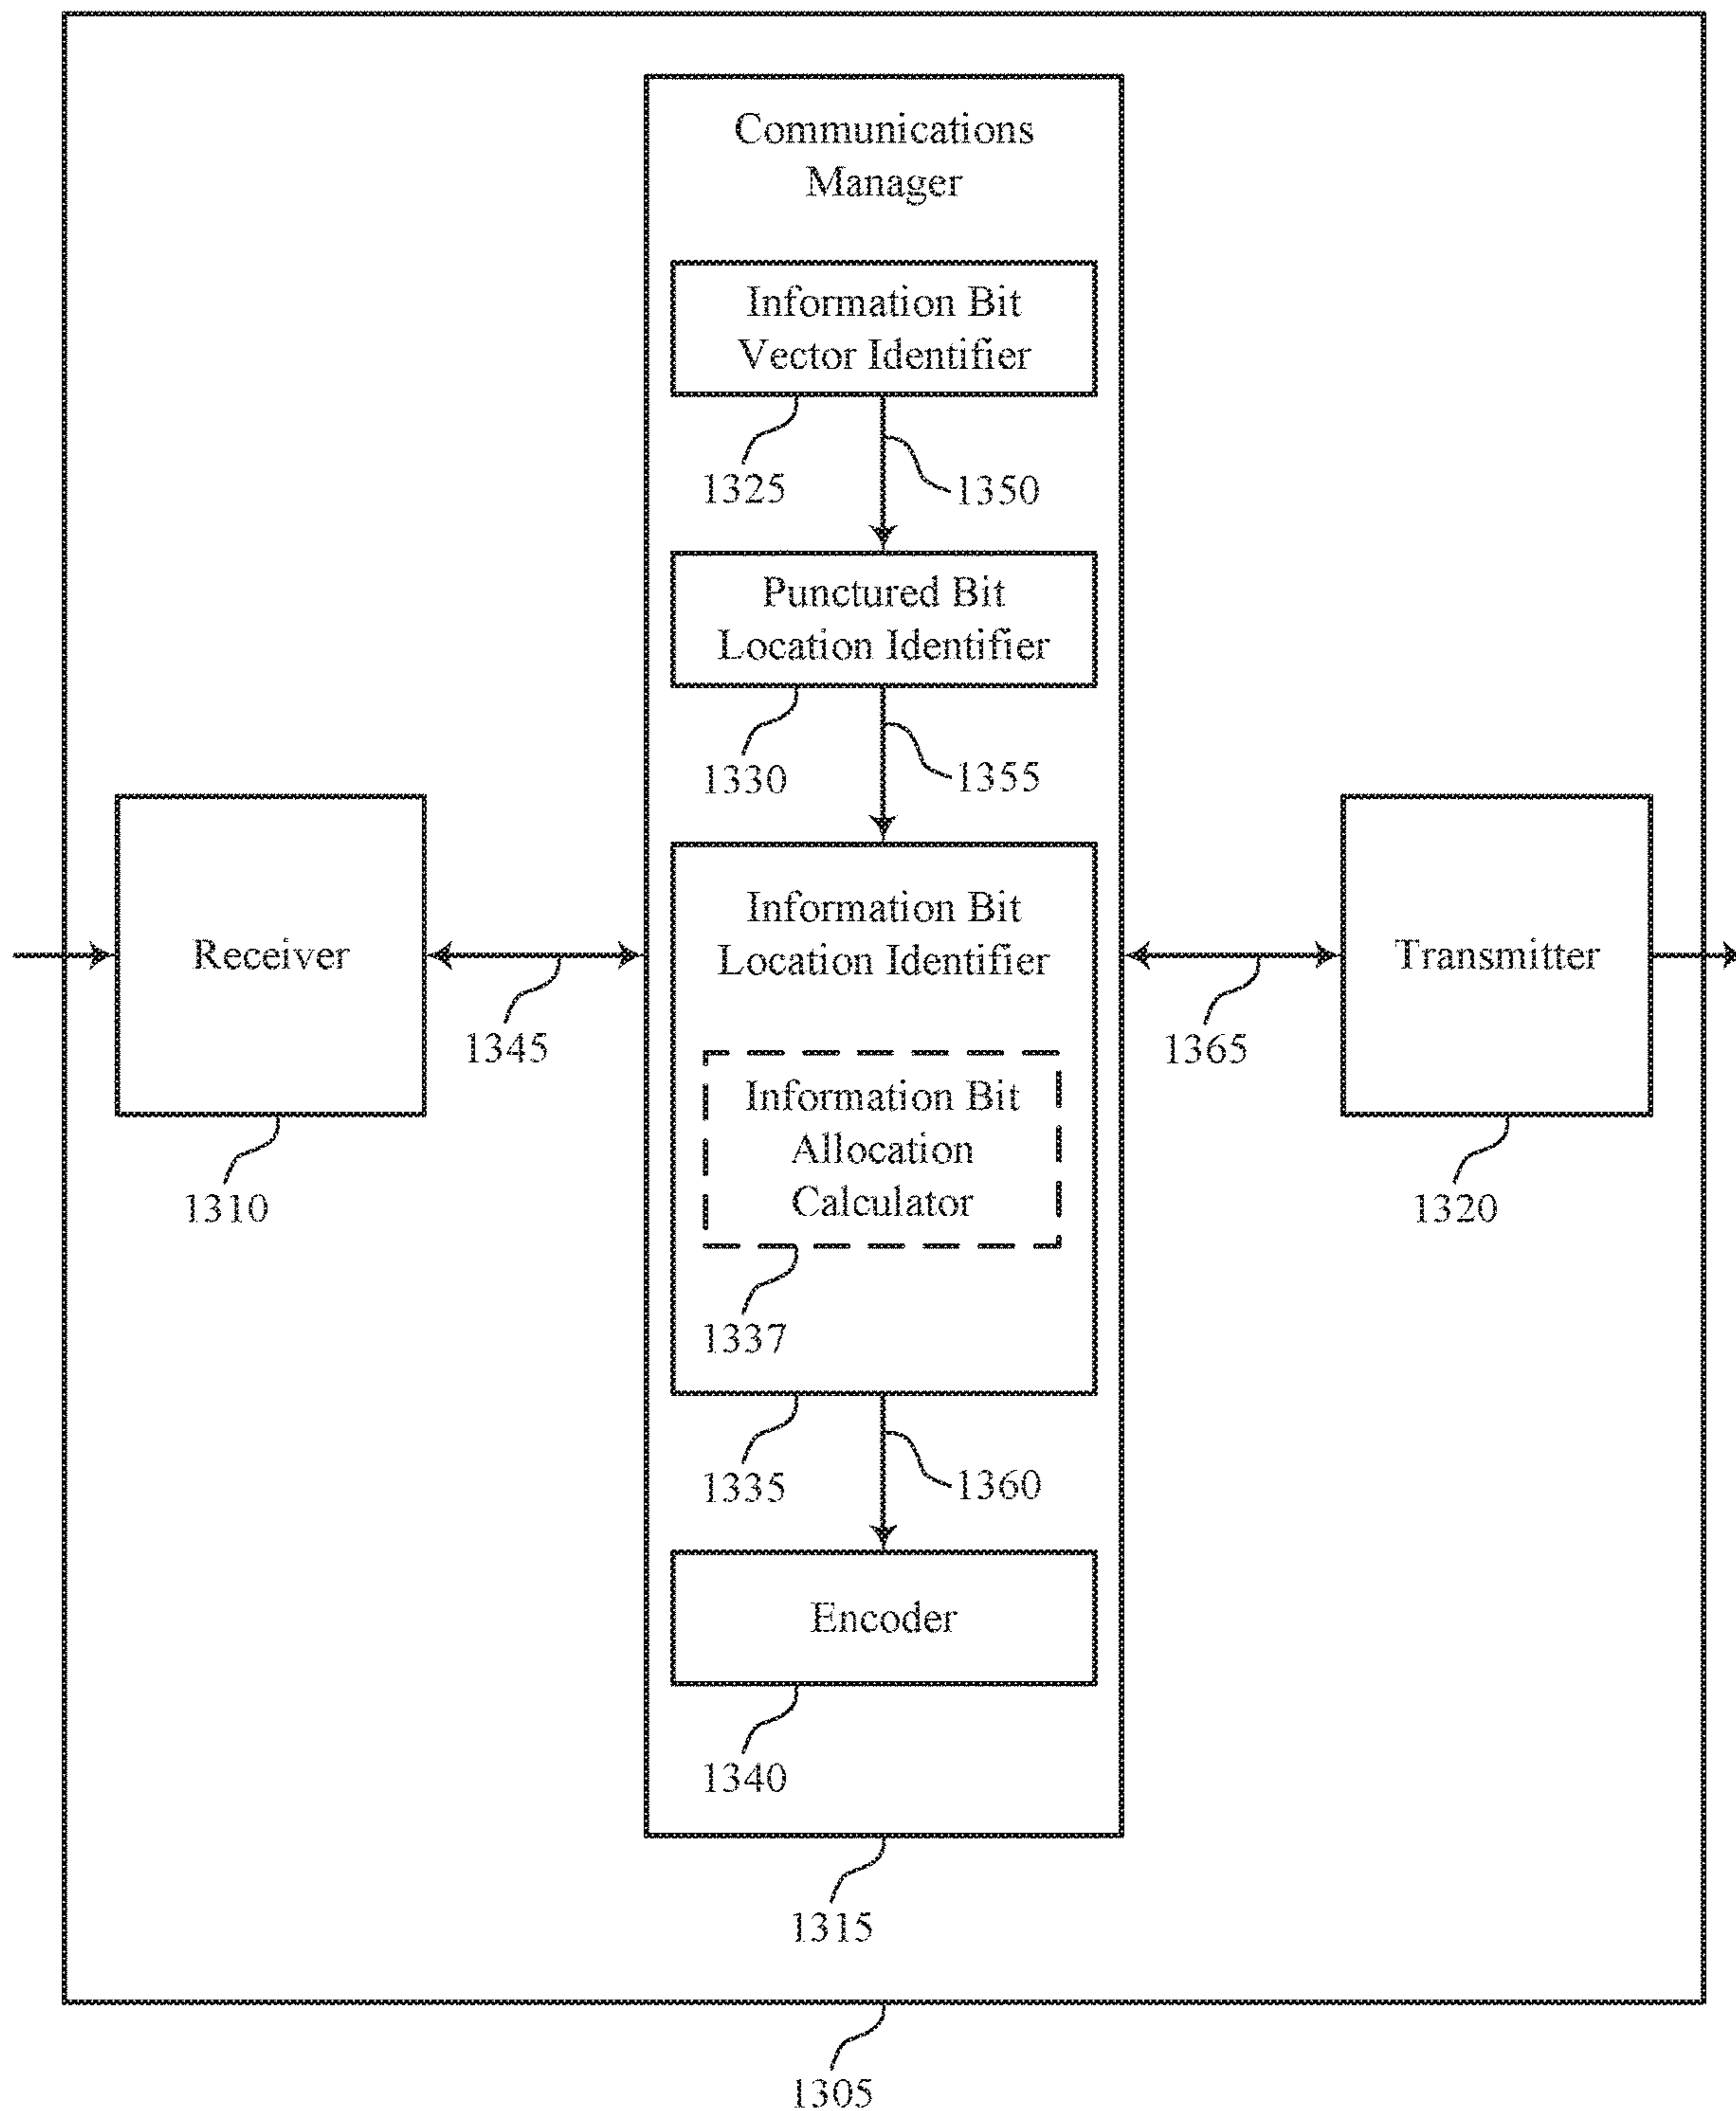 Communications
Manager
Information Bit
Vector Identifier
1325
1350
Punctured Bit
Location Identifier
1330
1355
Receiver
1310
1345
Information Bit
Location Identifier
Information Bit
Allocation
Calculator
1337
1335
1360
1365
Transmitter
1320
Encoder
1340
1315
1305